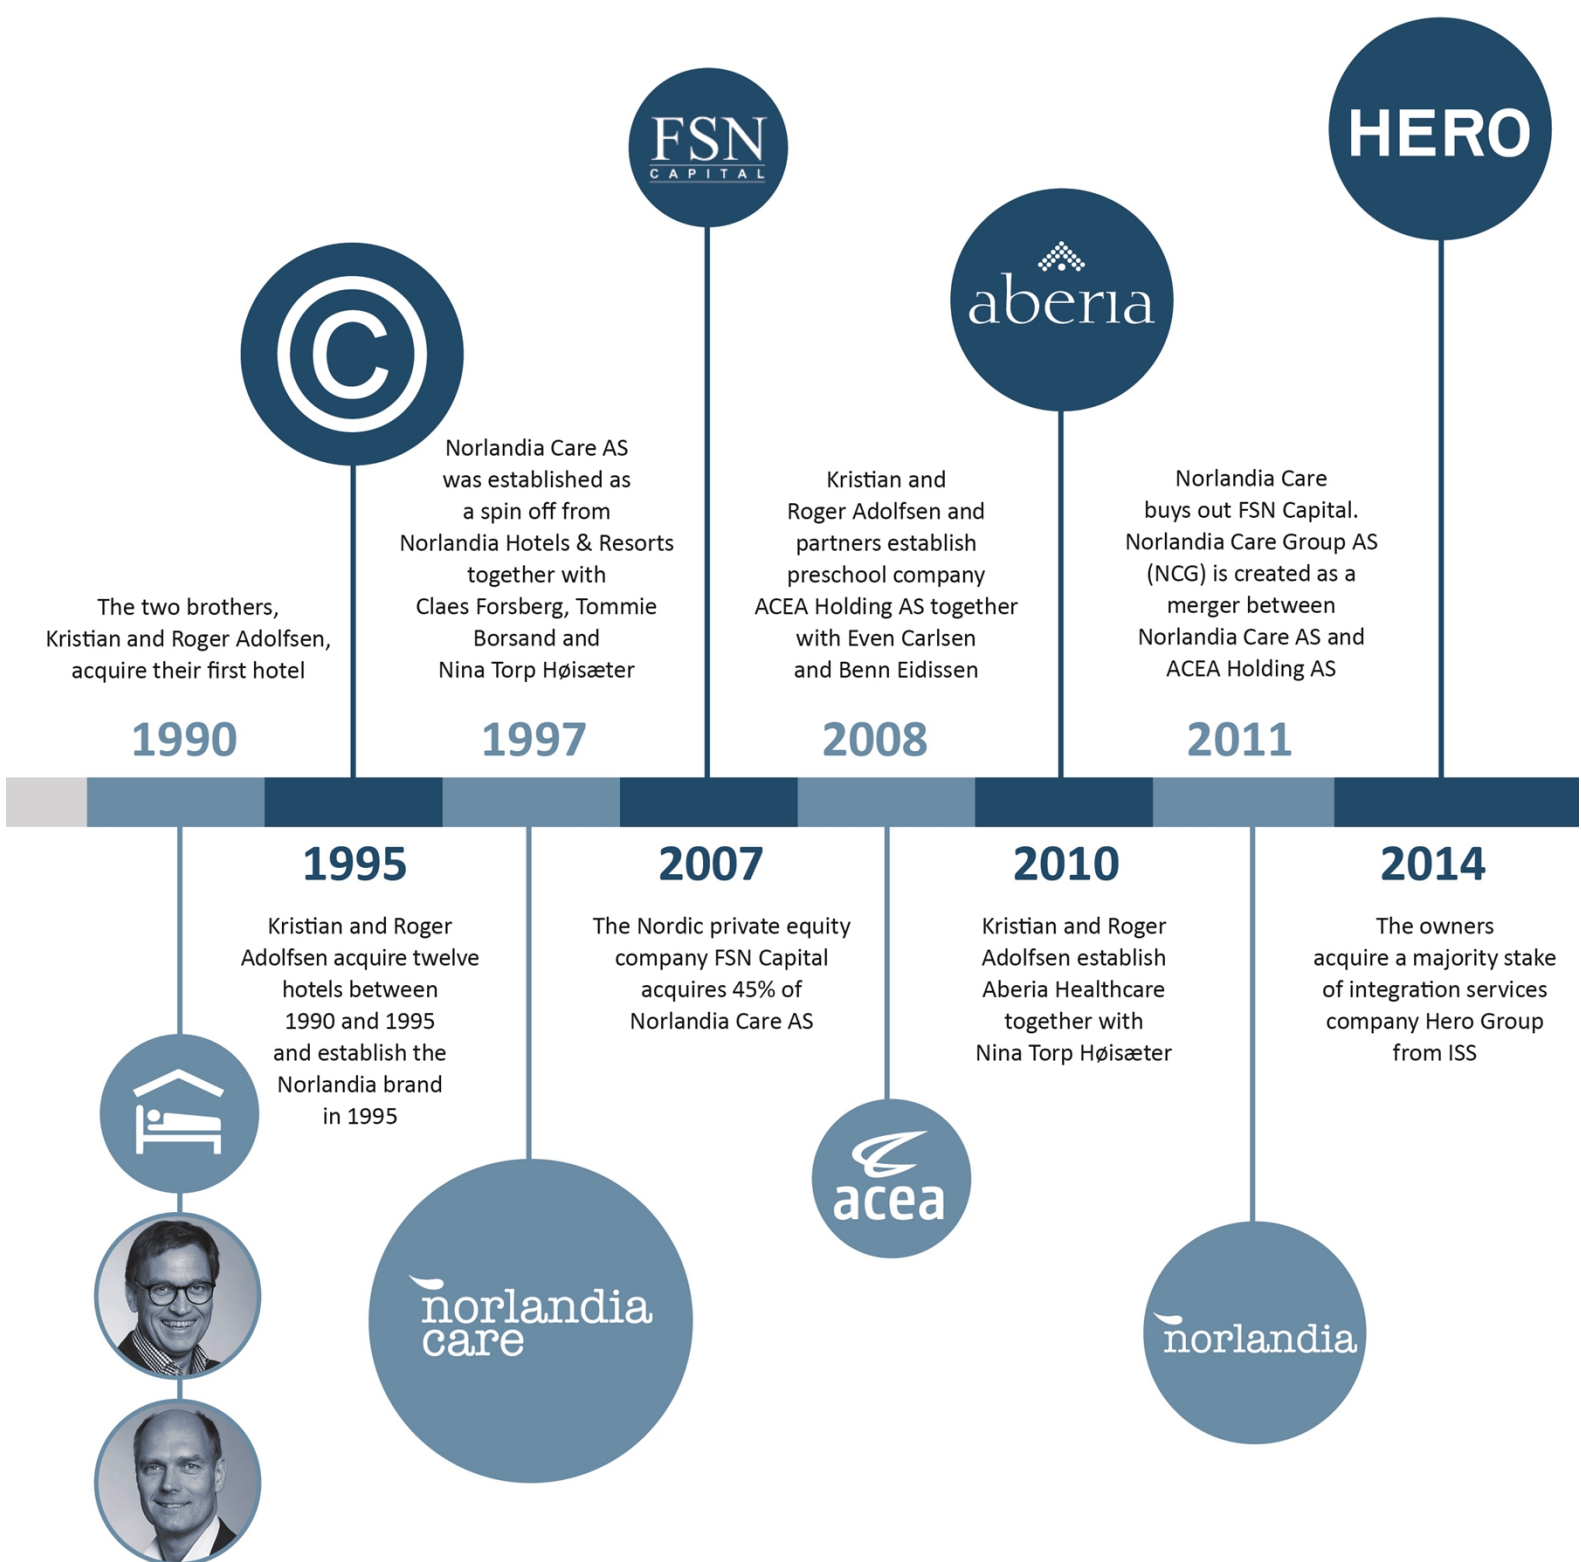 FSN
CAPITAL
HERO
aberia
©
The two brothers,
Kristian and Roger Adolfsen,
acquire their first hotel
1990
Norlandia Care AS
was established as
a spin off from
Norlandia Hotels & Resorts
together with
Claes Forsberg, Tommie
Borsand and
Nina Torp Høisæter
1997
Kristian and
Roger Adolfsen and
partners establish
preschool company
ACEA Holding AS together
with Even Carlsen
and Benn Eidissen
2008
Norlandia Care
buys out FSN Capital.
Norlandia Care Group AS
(NCG) is created as a
merger between
Norlandia Care AS and
ACEA Holding AS
2011
1995
Kristian and Roger
Adolfsen acquire twelve
hotels between
1990 and 1995
and establish the
Norlandia brand
in 1995
2007
The Nordic private equity
company FSN Capital
acquires 45% of
Norlandia Care AS
2010
Kristian and Roger
Adolfsen establish
Aberia Healthcare
together with
Nina Torp Høisæter
2014
The owners
acquire a majority stake
of integration services
company Hero Group
from ISS
norlandia
care
acea
norlandia